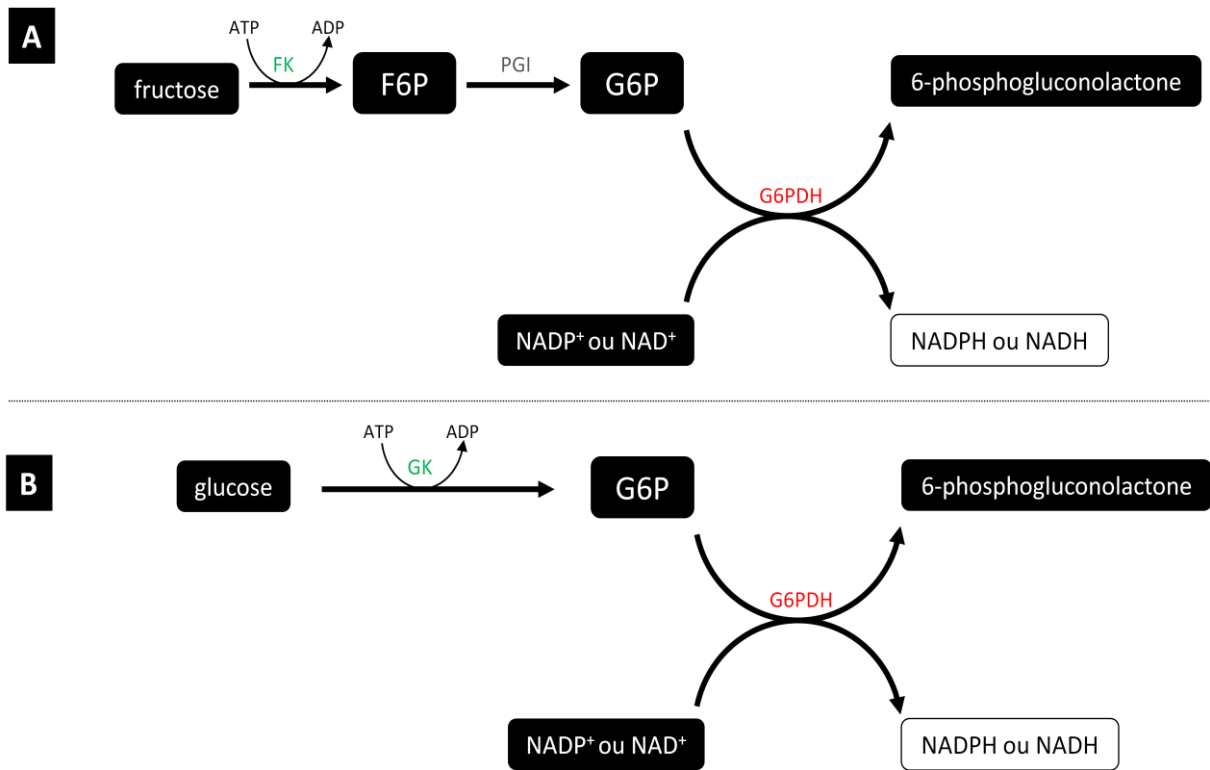 A
ATP ADP
FK
fructose F6P PGI G6P 6-phosphogluconolactone
G6PDH
NADP⁺ ou NAD⁺ NADPH ou NADH
B
ATP ADP
GK
glucose G6P 6-phosphogluconolactone
G6PDH
NADP⁺ ou NAD⁺ NADPH ou NADH